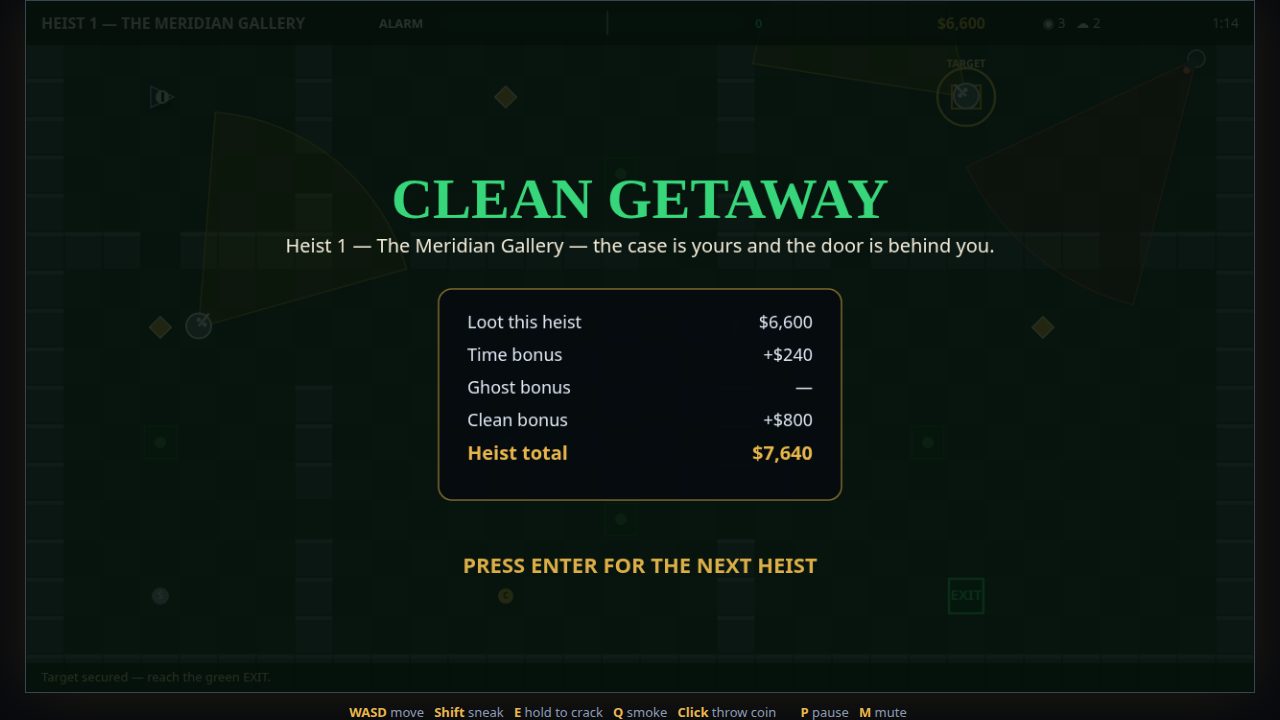 HEIST 1 — THE MERIDIAN GALLERY ALARM 0 $6,600 ◉ 3 ☁ 2 1:14
TARGET
CLEAN GETAWAY
Heist 1 — The Meridian Gallery — the case is yours and the door is behind you.
Loot this heist $6,600
Time bonus +$240
Ghost bonus —
Clean bonus +$800
Heist total $7,640
PRESS ENTER FOR THE NEXT HEIST
EXIT
Target secured — reach the green EXIT.
WASD move Shift sneak E hold to crack Q smoke Click throw coin P pause M mute